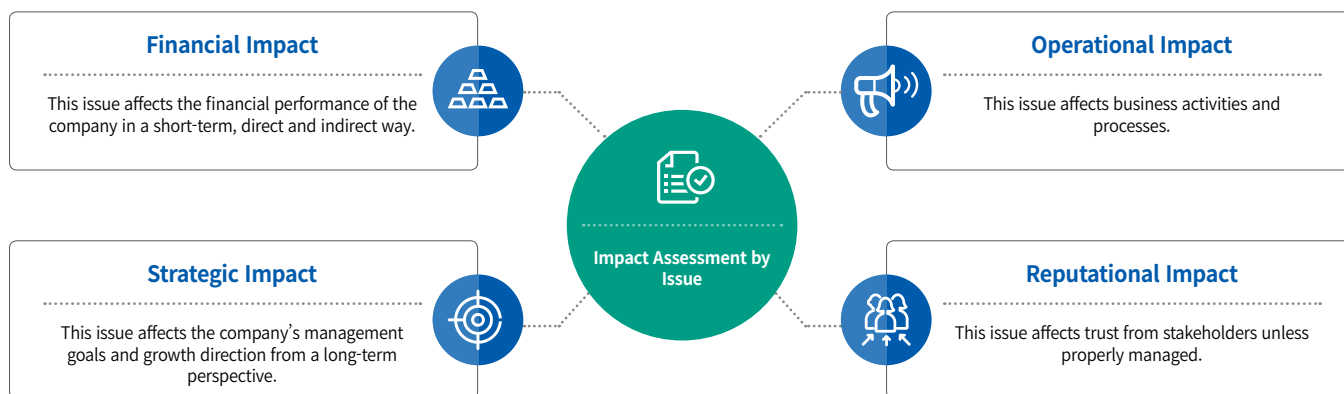 Financial Impact
This issue affects the financial performance of the
company in a short-term, direct and indirect way.
Operational Impact
This issue affects business activities and
processes.
Impact Assessment by
Issue
Strategic Impact
This issue affects the company's management
goals and growth direction from a long-term
perspective.
Reputational Impact
This issue affects trust from stakeholders unless
properly managed.